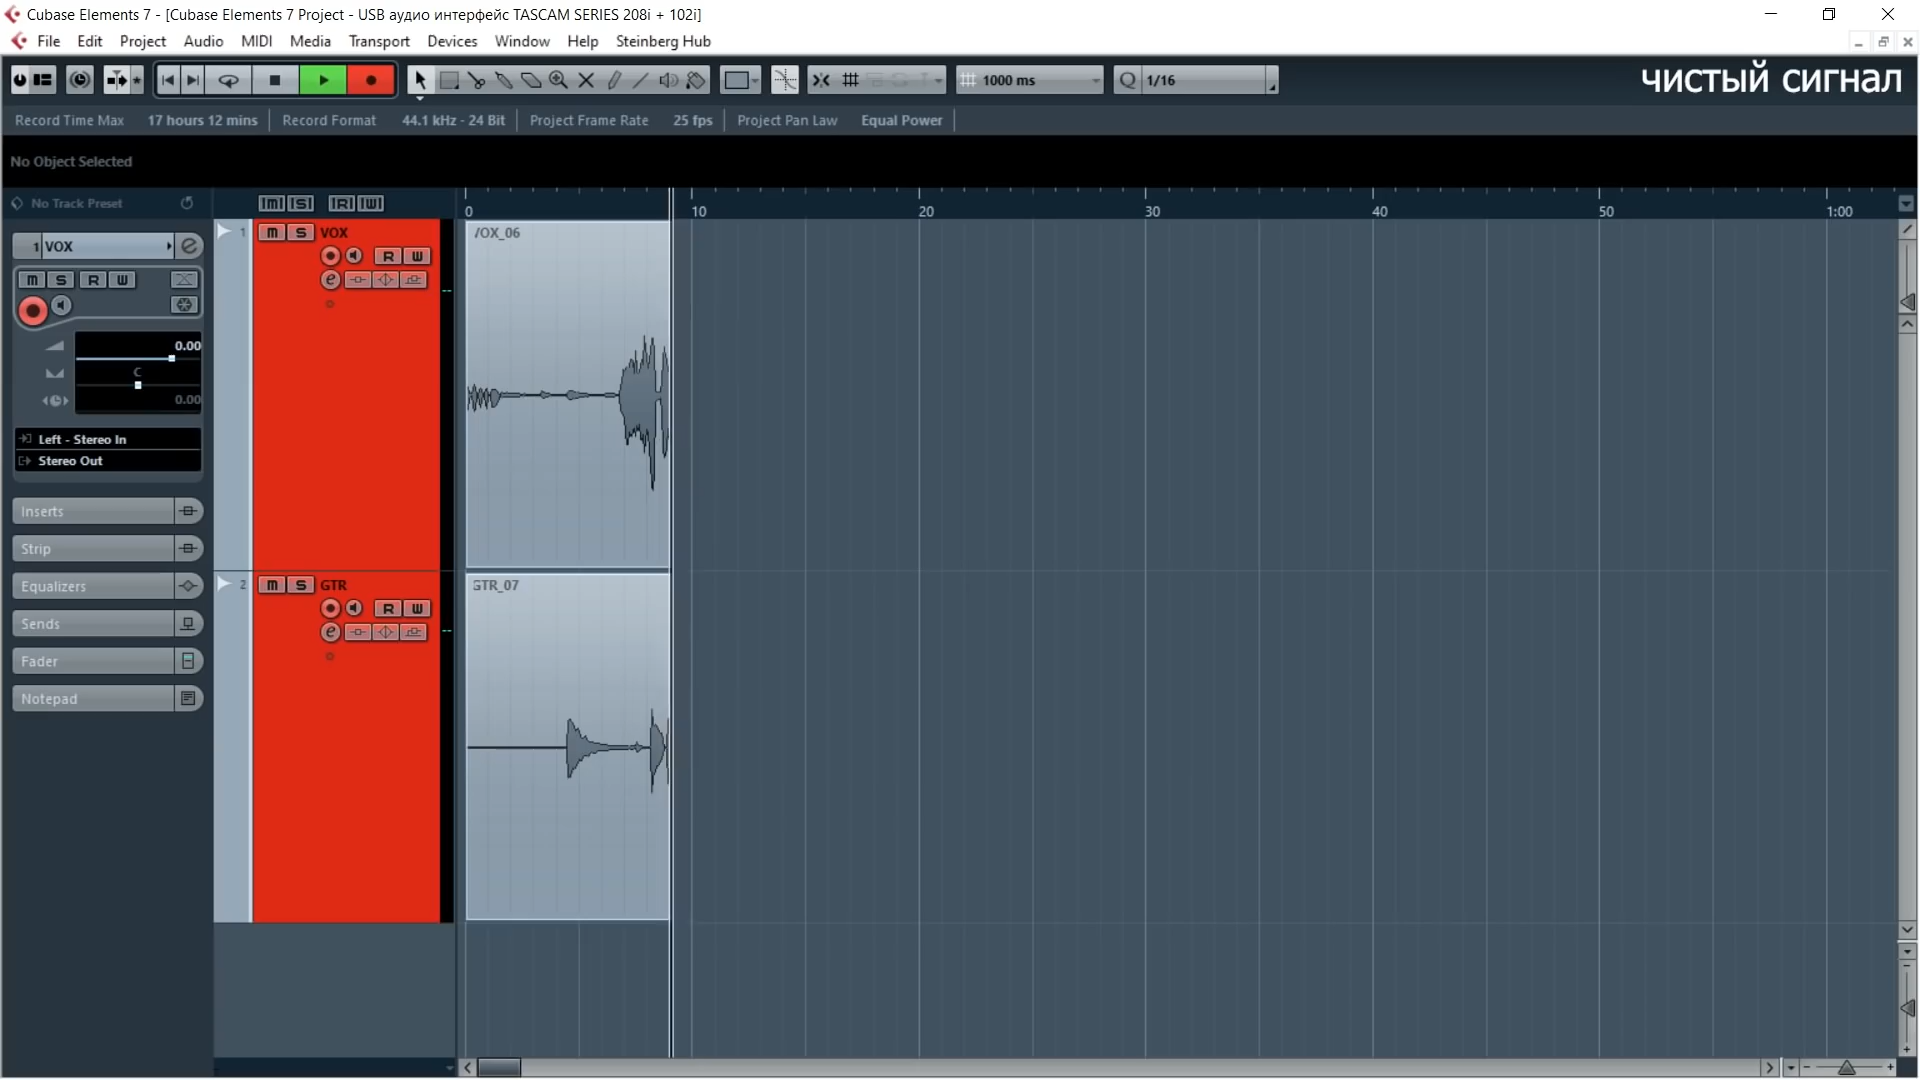 Cubase Elements 7 - [Cubase Elements 7 Project - USB аудио интерфейс TASCAM SERIES 208i + 102i]
File Edit Project Audio MIDI Media Transport Devices Window Help Steinberg Hub
1000 ms Q 1/16
чистый сигнал
Record Time Max 17 hours 12 mins Record Format 44.1 kHz - 24 Bit Project Frame Rate 25 fps Project Pan Law Equal Power
No Object Selected
No Track Preset
M S R W
0 10 20 30 40 50 1:00
1 VOX e
M S R W
0.00
C
0.00
Left - Stereo In
Stereo Out
Inserts
Strip
Equalizers
Sends
Fader
Notepad
1 M S VOX
R W
e
VOX_06
2 M S GTR
R W
e
GTR_07